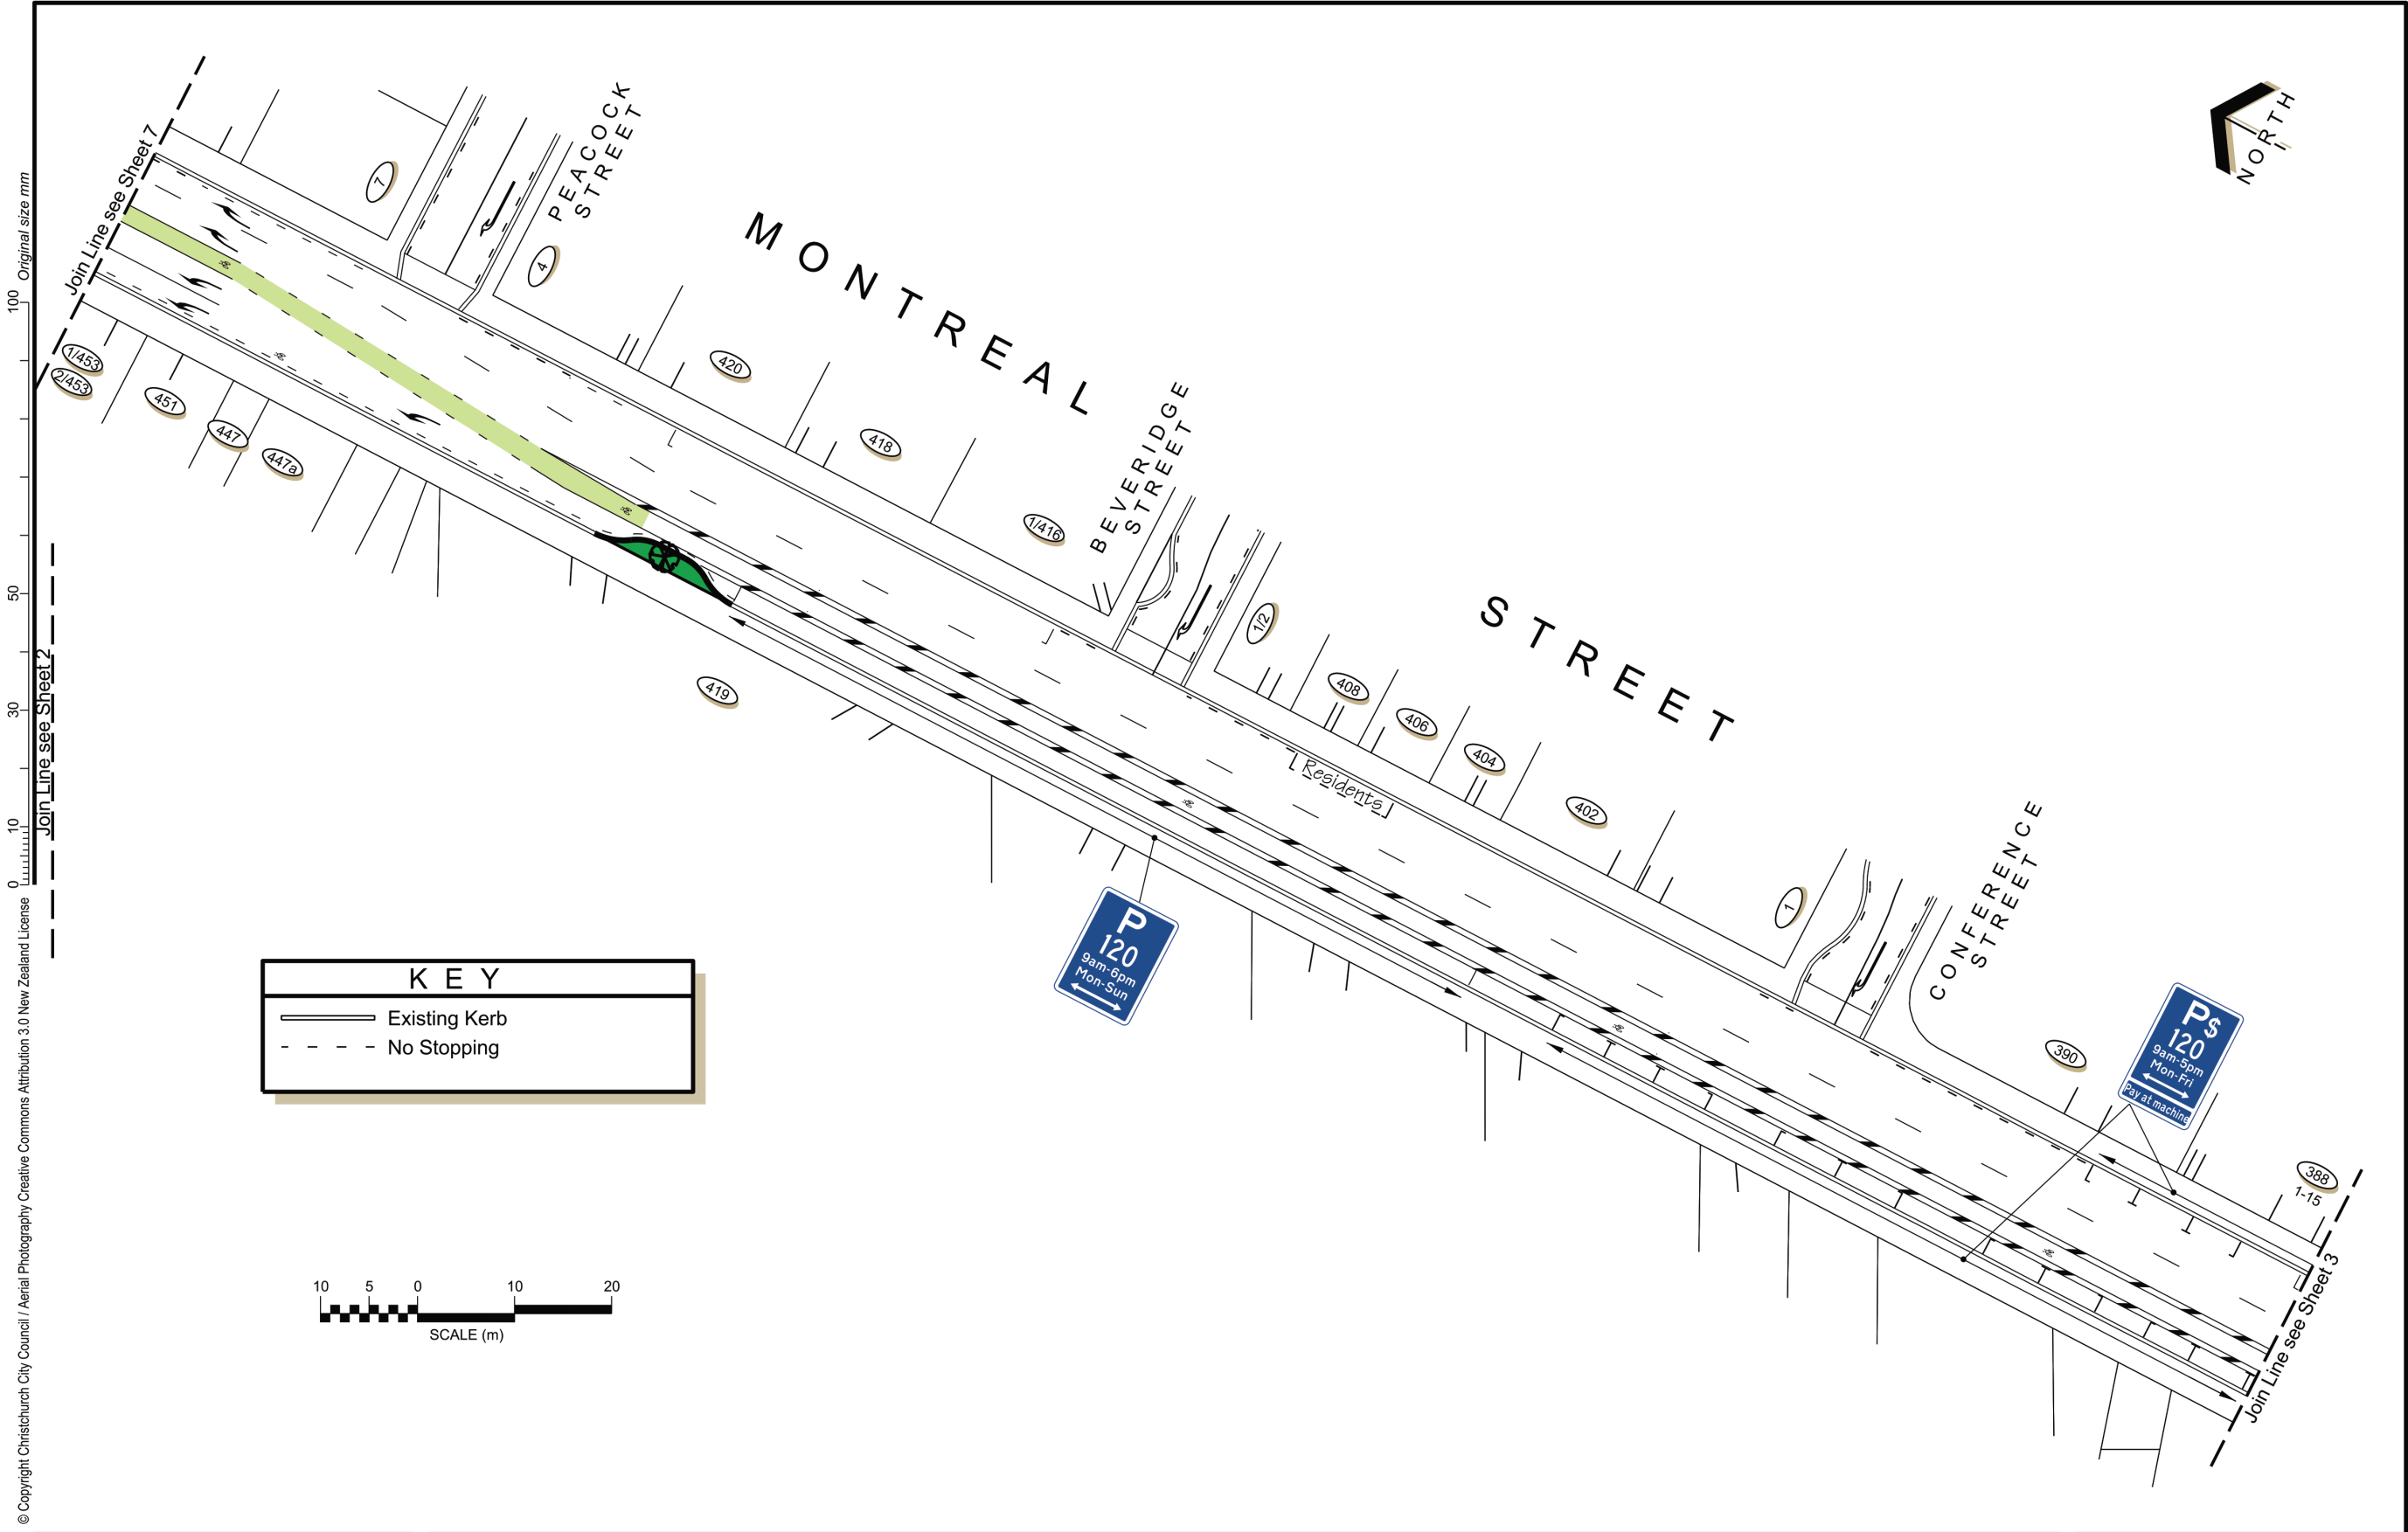 Original size mm
100
50
30
10
0
© Copyright Christchurch City Council / Aerial Photography Creative Commons Attribution 3.0 New Zealand License
Join Line see Sheet 7
Join Line see Sheet 2
NORTH
PEACOCK
STREET
7
4
MONTREAL
STREET
1/453
2/453
451
447
447a
420
418
1/416
BEVERIDGE
STREET
1/2
419
408
406
404
402
Residents
1
CONFERENCE
STREET
390
388
1-15
P
120
9am-6pm
Mon-Sun
P$
120
9am-5pm
Mon-Fri
Pay at machine
Join Line see Sheet 3
KEY
Existing Kerb
No Stopping
10 5 0 10 20
SCALE (m)